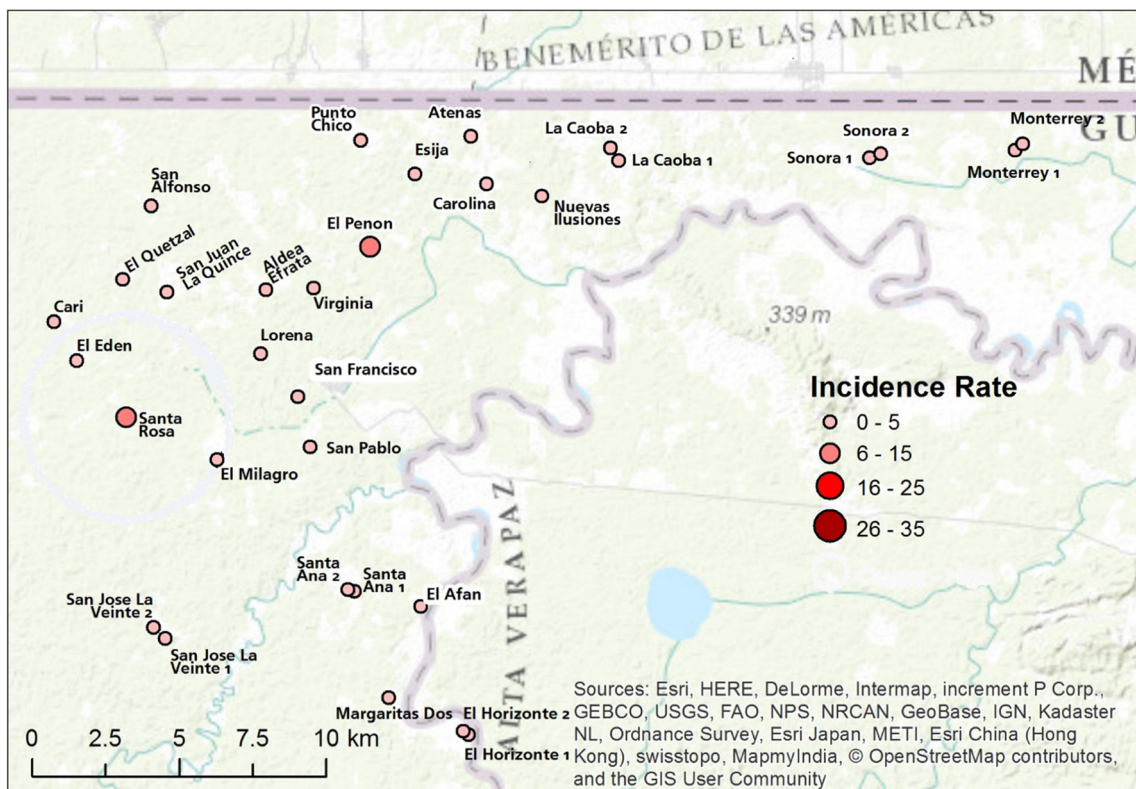 BENEMÉRITO DE LAS AMÉRICAS
MÉ
GU
Punto
Chico
Atenas
La Caoba 2
La Caoba 1
Sonora 2
Sonora 1
Monterrey 2
Monterrey 1
Esija
San
Alfonso
Carolina
Nuevas
Ilusiones
El Penon
El Quetzal
San Juan
La Quince
Aldea
Efrata
Virginia
339 m
Cari
El Eden
Lorena
San Francisco
Incidence Rate
0 - 5
6 - 15
16 - 25
26 - 35
Santa
Rosa
San Pablo
El Milagro
ALTA VERAPAZ
Santa
Ana 2
Santa
Ana 1
El Afan
San Jose La
Veinte 2
San Jose La
Veinte 1
Margaritas Dos
El Horizonte 2
El Horizonte 1
0 2.5 5 10 km
Sources: Esri, HERE, DeLorme, Intermap, increment P Corp.,
GEBCO, USGS, FAO, NPS, NRCAN, GeoBase, IGN, Kadaster
NL, Ordnance Survey, Esri Japan, METI, Esri China (Hong
Kong), swisstopo, MapmyIndia, © OpenStreetMap contributors,
and the GIS User Community